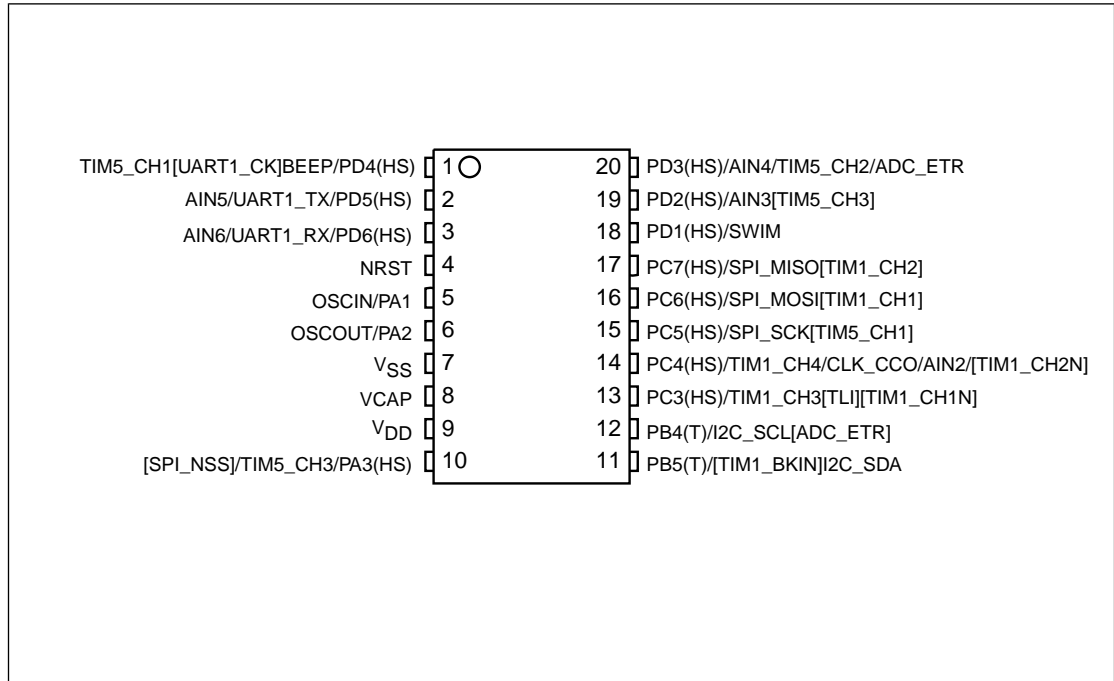 TIM5_CH1[UART1_CK]BEEP/PD4(HS) 1 20 PD3(HS)/AIN4/TIM5_CH2/ADC_ETR
AIN5/UART1_TX/PD5(HS) 2 19 PD2(HS)/AIN3[TIM5_CH3]
AIN6/UART1_RX/PD6(HS) 3 18 PD1(HS)/SWIM
NRST 4 17 PC7(HS)/SPI_MISO[TIM1_CH2]
OSCIN/PA1 5 16 PC6(HS)/SPI_MOSI[TIM1_CH1]
OSCOUT/PA2 6 15 PC5(HS)/SPI_SCK[TIM5_CH1]
VSS 7 14 PC4(HS)/TIM1_CH4/CLK_CCO/AIN2/[TIM1_CH2N]
VCAP 8 13 PC3(HS)/TIM1_CH3[TLI][TIM1_CH1N]
VDD 9 12 PB4(T)/I2C_SCL[ADC_ETR]
[SPI_NSS]/TIM5_CH3/PA3(HS) 10 11 PB5(T)/[TIM1_BKIN]I2C_SDA